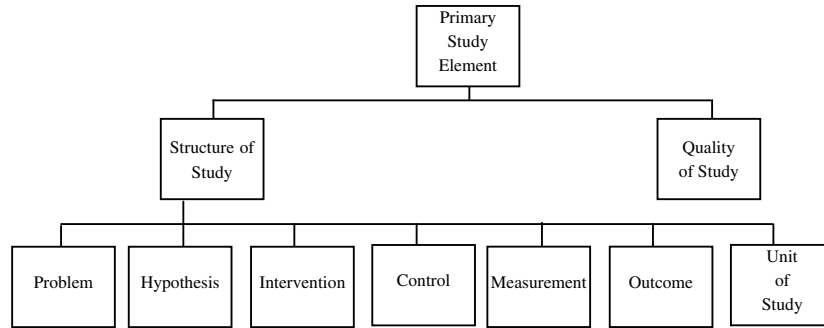 Primary
Study
Element
Structure of
Study
Quality
of Study
Problem
Hypothesis
Intervention
Control
Measurement
Outcome
Unit
of
Study